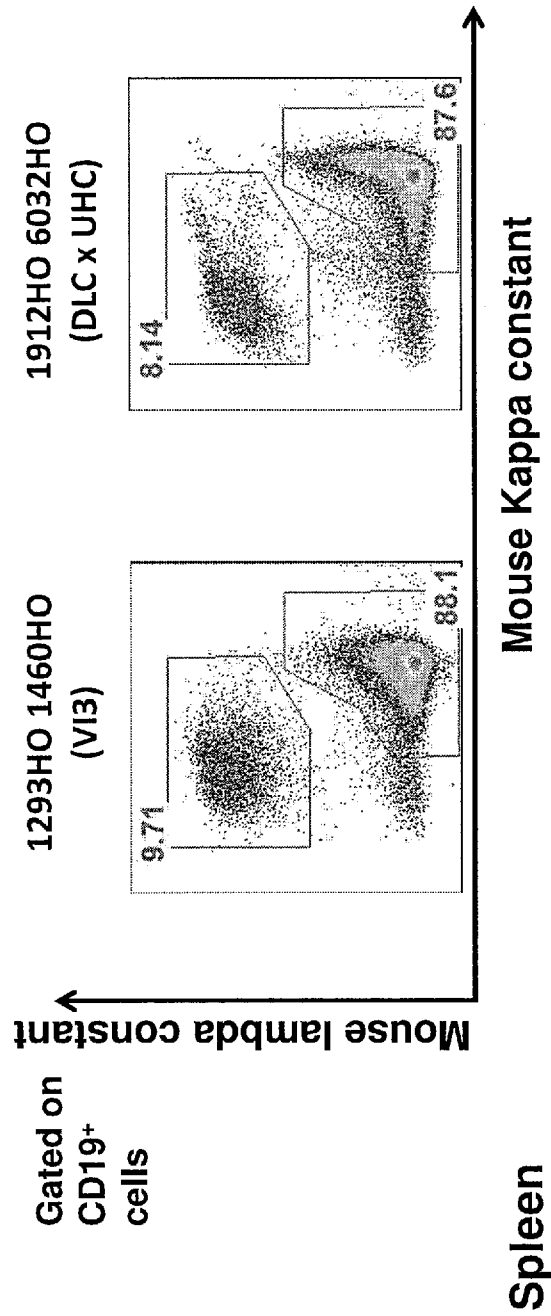 Gated on
CD19+
cells
1293HO 1460HO
(VI3)
1912HO 6032HO
(DLC x UHC)
Mouse lambda constant
9.71
88.1
8.14
87.6
Mouse Kappa constant
Spleen